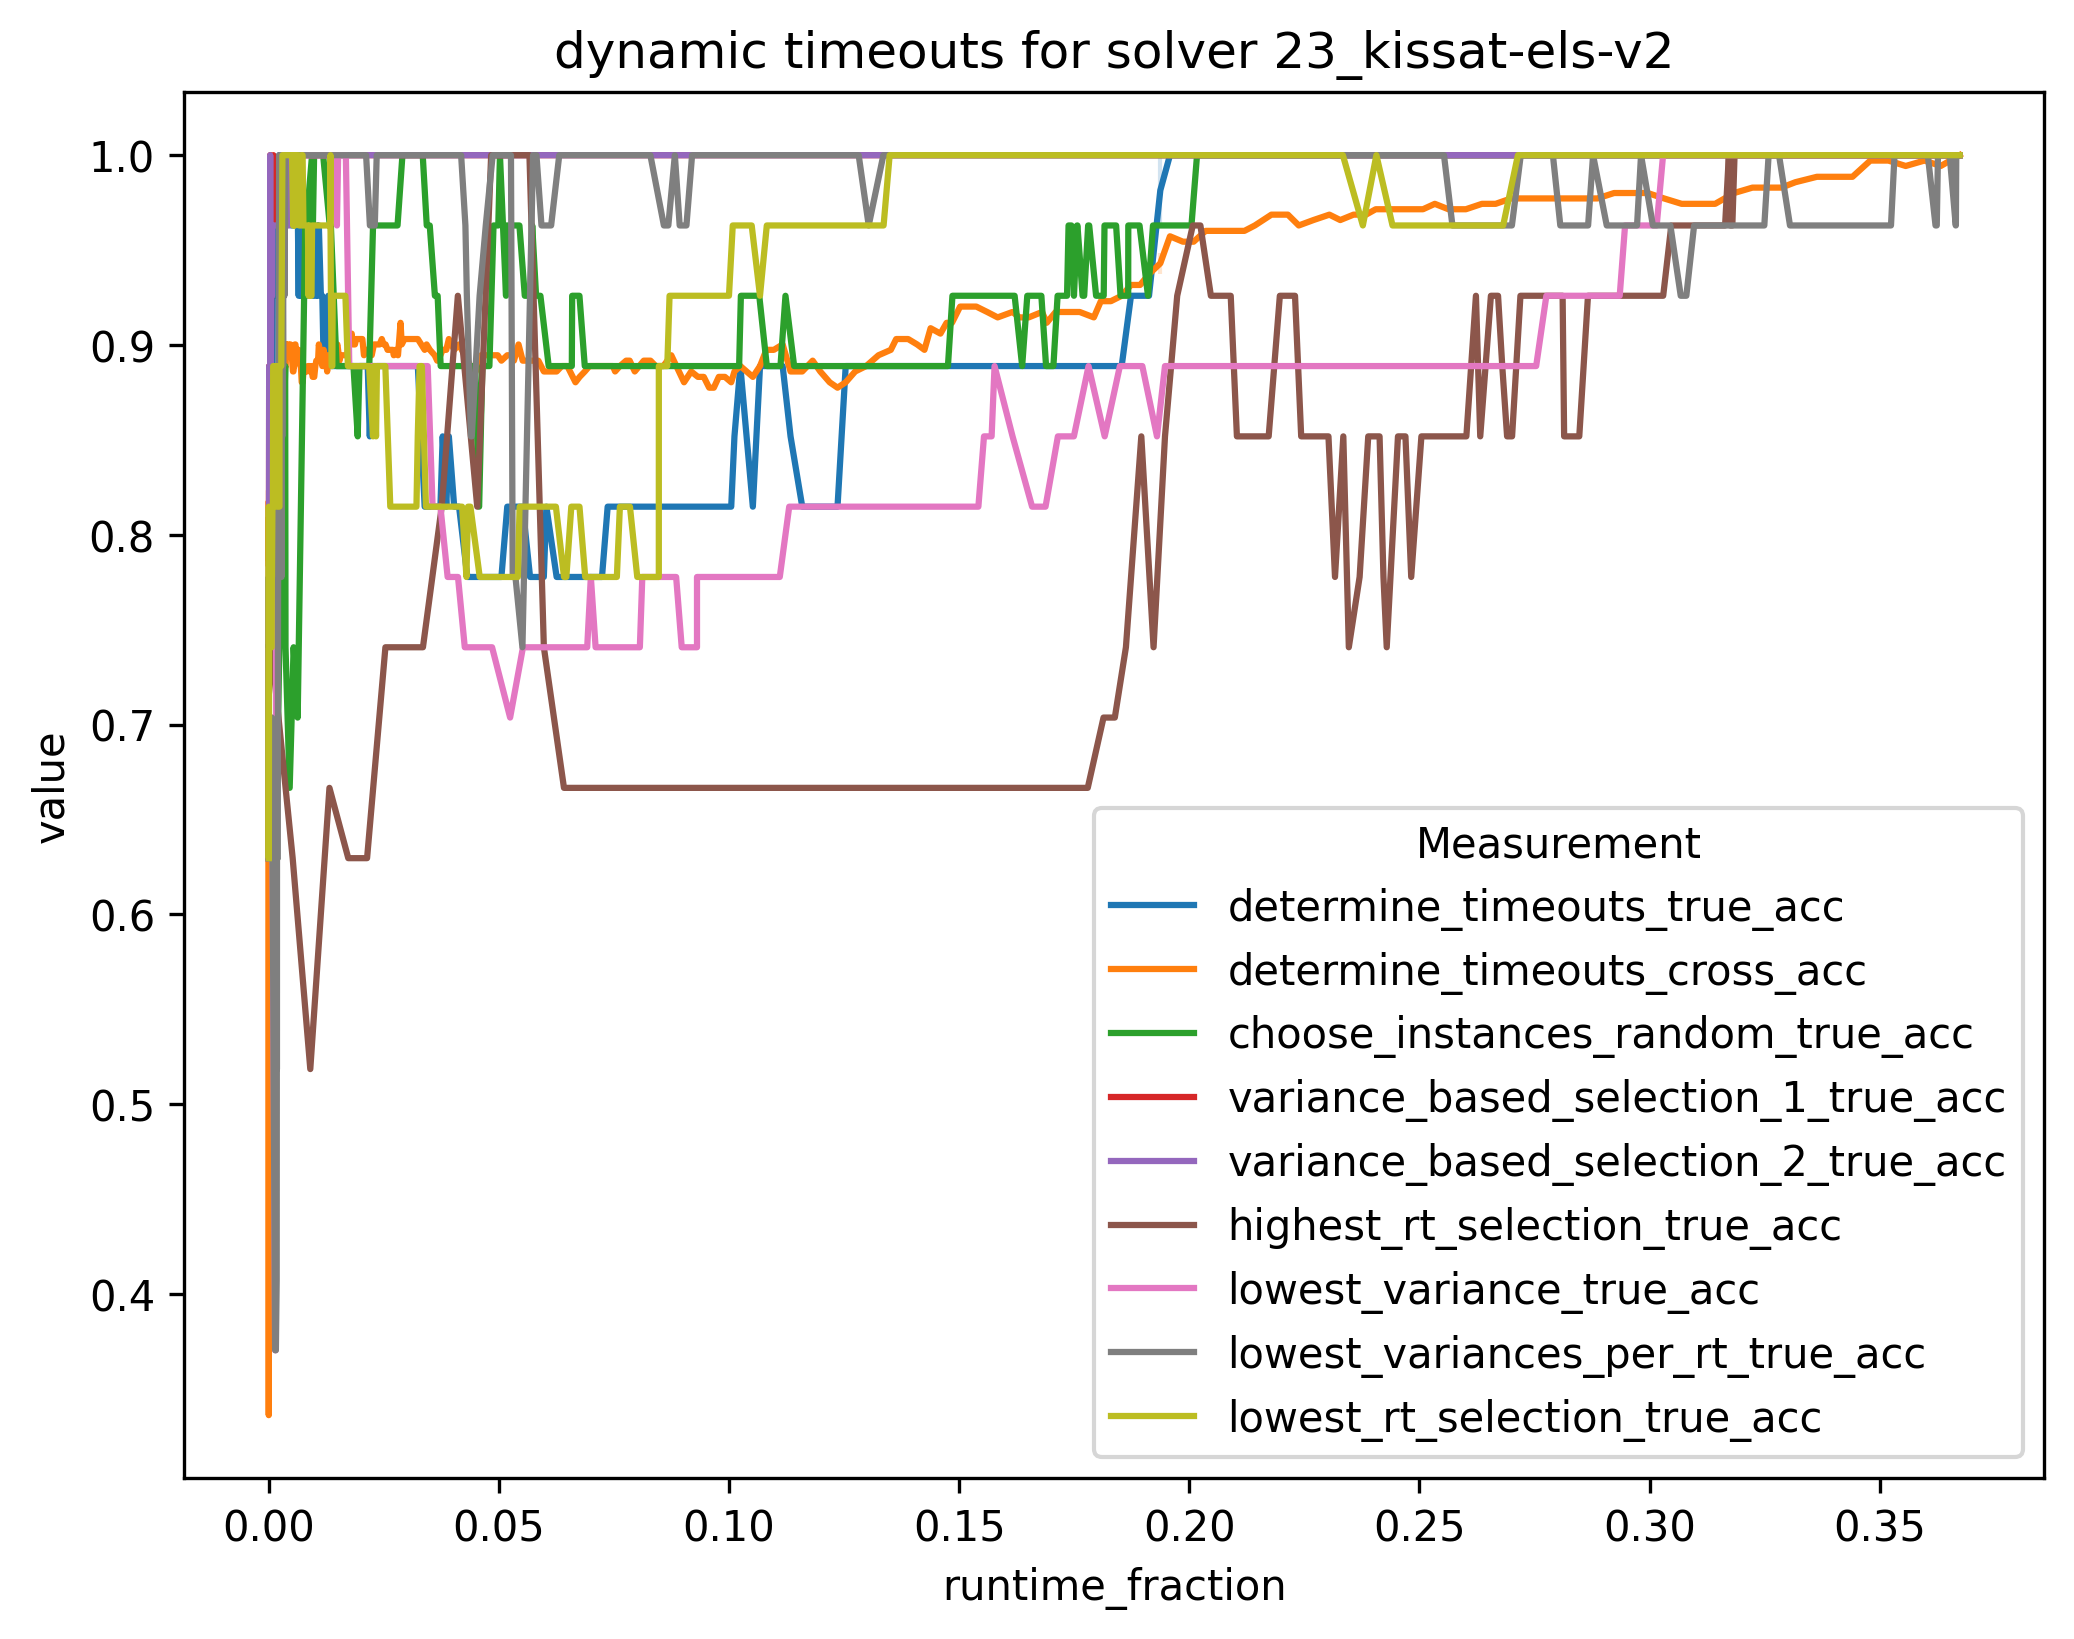 dynamic timeouts for solver 23_kissat-els-v2
1.0
0.9
0.8
0.7
0.6
0.5
0.4
value
Measurement
determine_timeouts_true_acc
determine_timeouts_cross_acc
choose_instances_random_true_acc
variance_based_selection_1_true_acc
variance_based_selection_2_true_acc
highest_rt_selection_true_acc
lowest_variance_true_acc
lowest_variances_per_rt_true_acc
lowest_rt_selection_true_acc
0.00 0.05 0.10 0.15 0.20 0.25 0.30 0.35
runtime_fraction